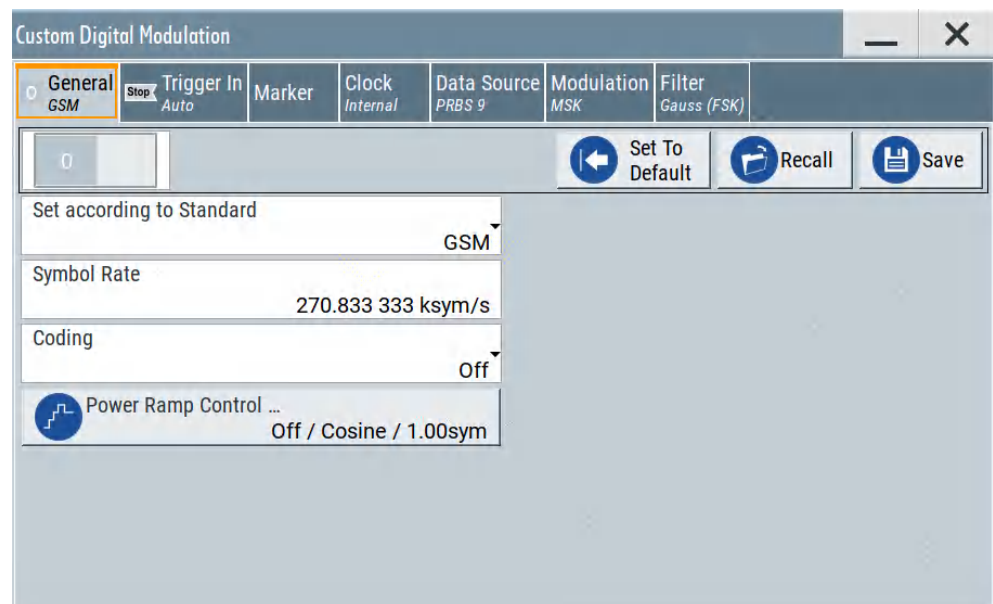 Custom Digital Modulation
0 General
GSM
Stop Trigger In
Auto
Marker
Clock
Internal
Data Source
PRBS 9
Modulation
MSK
Filter
Gauss (FSK)
0
Set To
Default
Recall
Save
Set according to Standard
GSM
Symbol Rate
270.833 333 ksym/s
Coding
Off
Power Ramp Control ...
Off / Cosine / 1.00sym